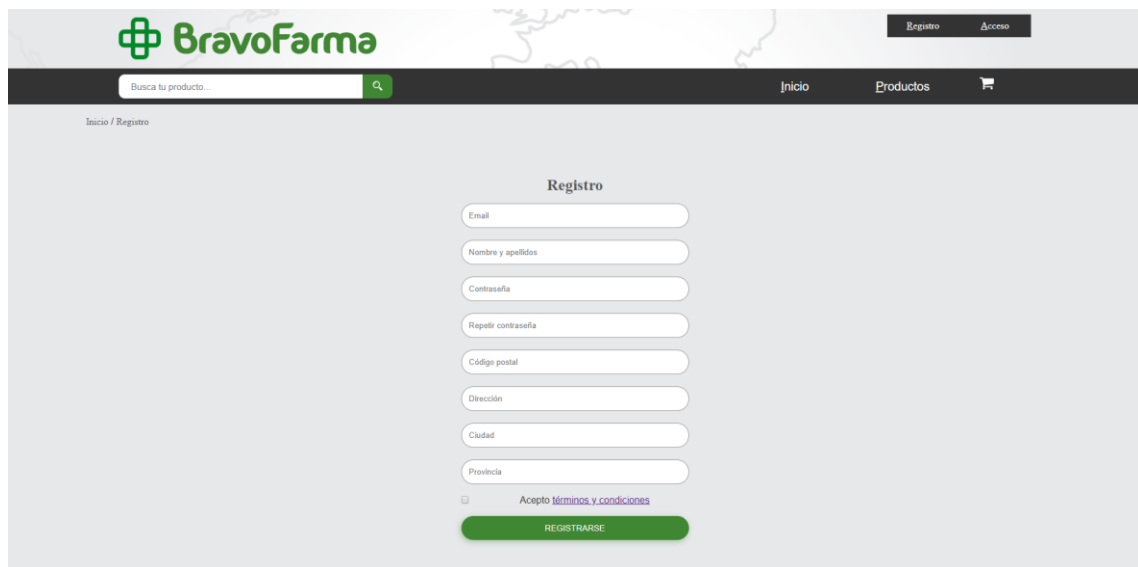 BravoFarma
Registro Acceso
Busca tu producto... Inicio Productos
Inicio / Registro
Registro
Email
Nombre y apellidos
Contraseña
Repetir contraseña
Código postal
Dirección
Ciudad
Provincia
Acepto términos y condiciones
REGISTRARSE